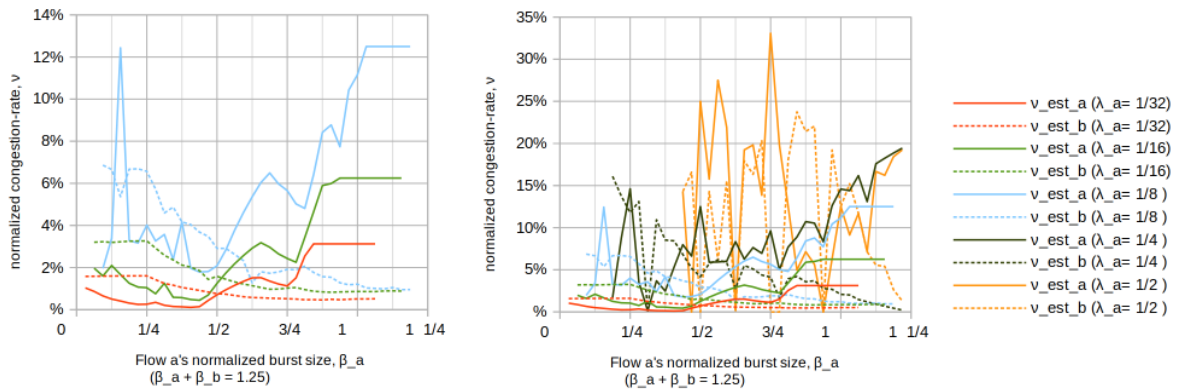 14%
12%
10%
8%
6%
4%
2%
0%
normalized congestion-rate, ν
0
1/4
1/2
3/4
1
1 1/4
Flow a's normalized burst size, β_a
(β_a + β_b = 1.25)
35%
30%
25%
20%
15%
10%
5%
%
normalized congestion-rate, ν
0
1/4
1/2
3/4
1
1 1/4
Flow a's normalized burst size, β_a
(β_a + β_b = 1.25)
ν_est_a (λ_a= 1/32)
ν_est_b (λ_a= 1/32)
ν_est_a (λ_a= 1/16)
ν_est_b (λ_a= 1/16)
ν_est_a (λ_a= 1/8 )
ν_est_b (λ_a= 1/8 )
ν_est_a (λ_a= 1/4 )
ν_est_b (λ_a= 1/4 )
ν_est_a (λ_a= 1/2 )
ν_est_b (λ_a= 1/2 )